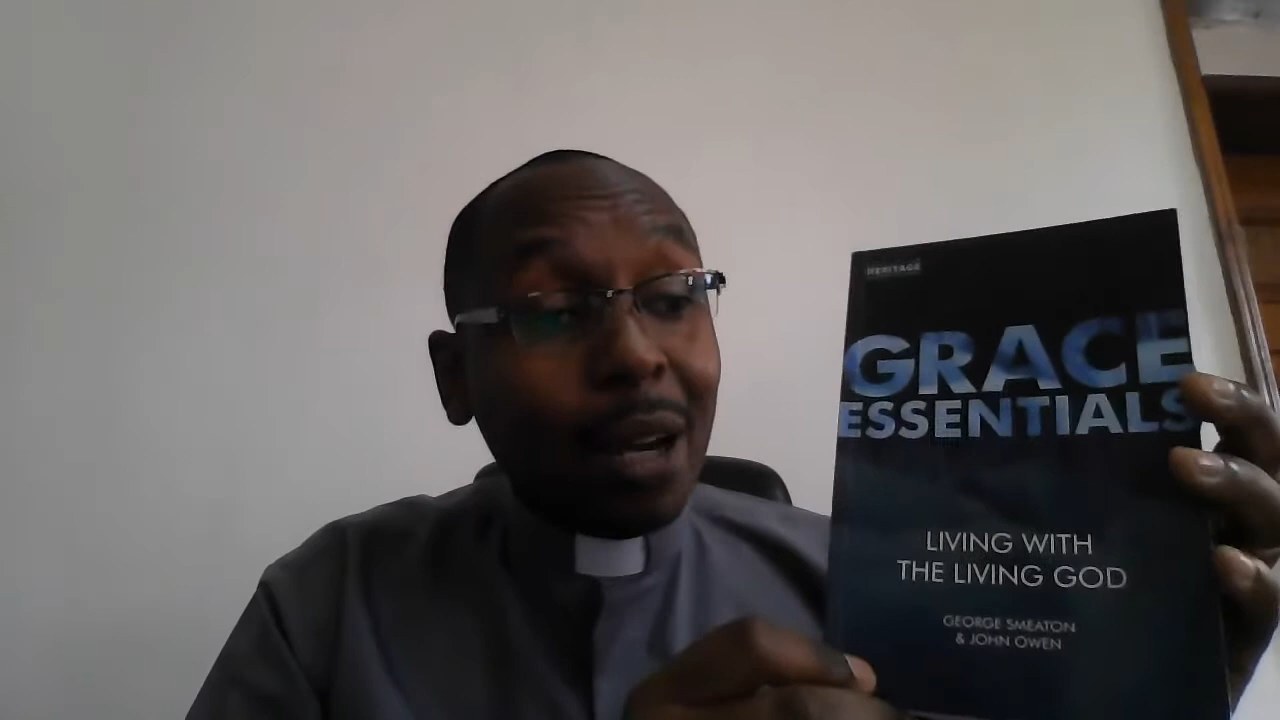 HERITAGE
GRACE
ESSENTIALS
LIVING WITH
THE LIVING GOD
GEORGE SMEATON
& JOHN OWEN